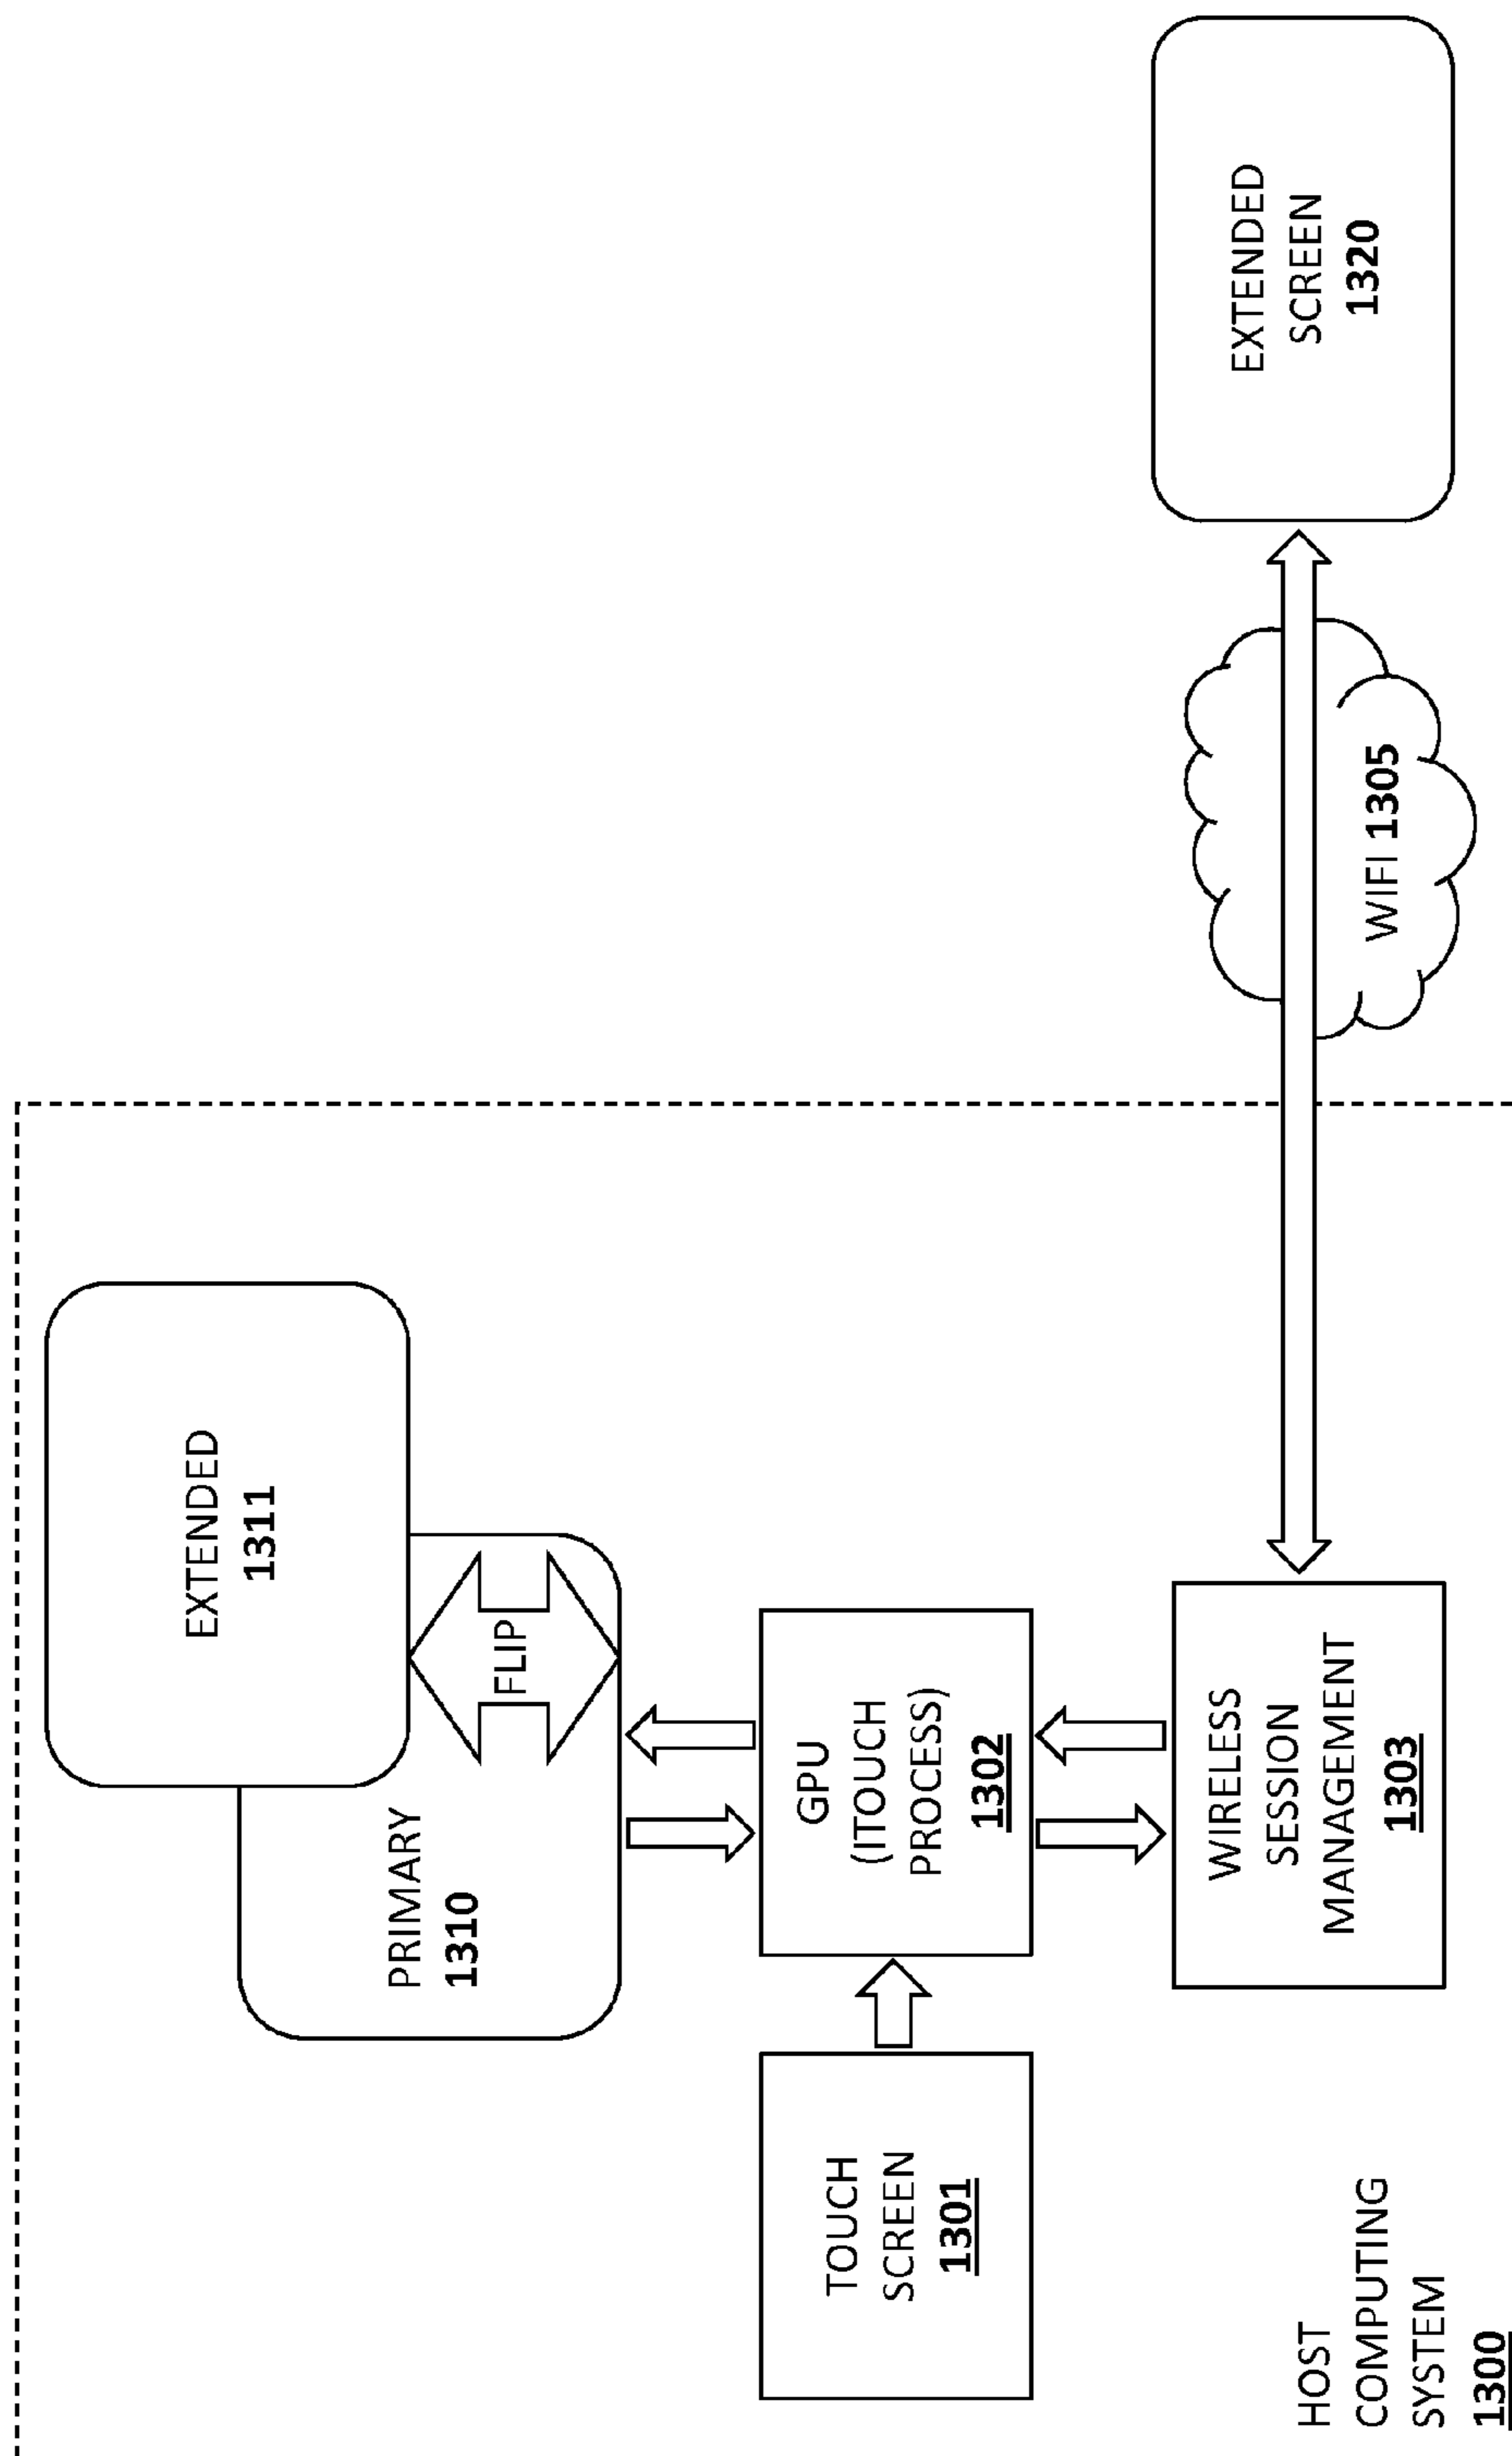 EXTENDED
1311
PRIMARY
1310
FLIP
TOUCH
SCREEN
1301
GPU
(ITOUCH
PROCESS)
1302
WIRELESS
SESSION
MANAGEMENT
1303
WIFI 1305
EXTENDED
SCREEN
1320
HOST
COMPUTING
SYSTEM
1300